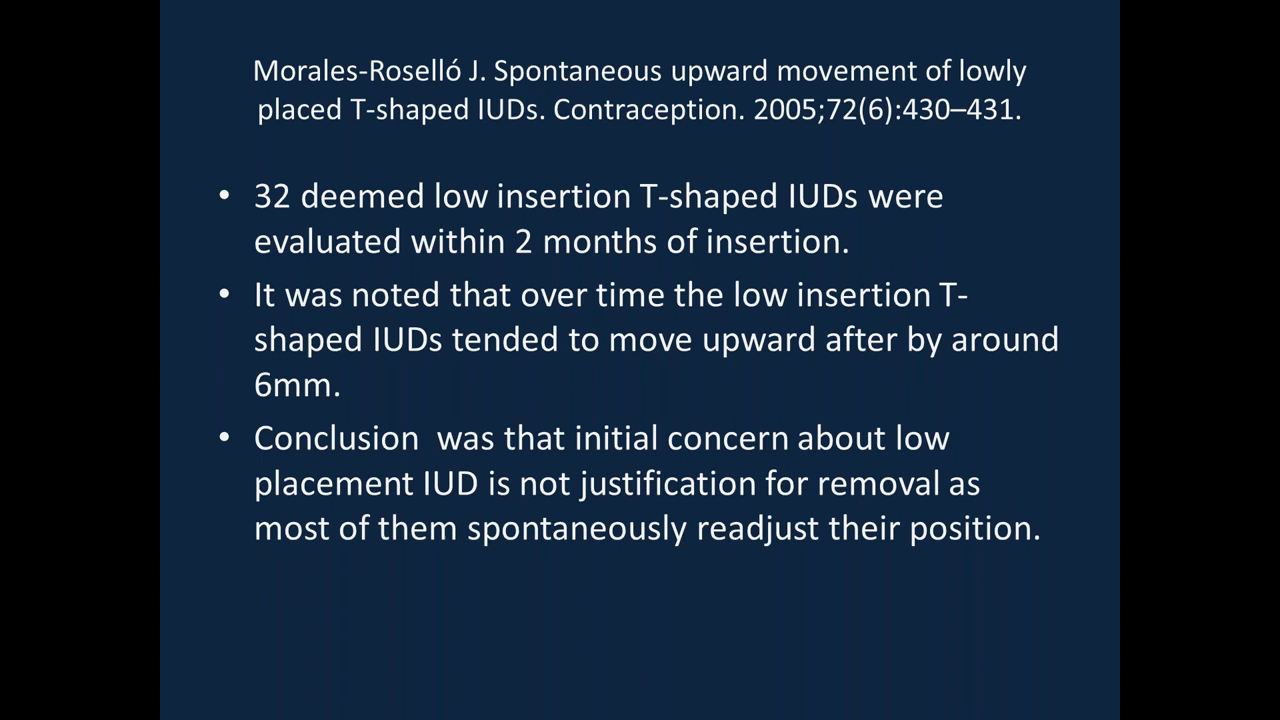 Morales-Roselló J. Spontaneous upward movement of lowly
placed T-shaped IUDs. Contraception. 2005;72(6):430–431.
• 32 deemed low insertion T-shaped IUDs were
evaluated within 2 months of insertion.
• It was noted that over time the low insertion T-
shaped IUDs tended to move upward after by around
6mm.
• Conclusion  was that initial concern about low
placement IUD is not justification for removal as
most of them spontaneously readjust their position.